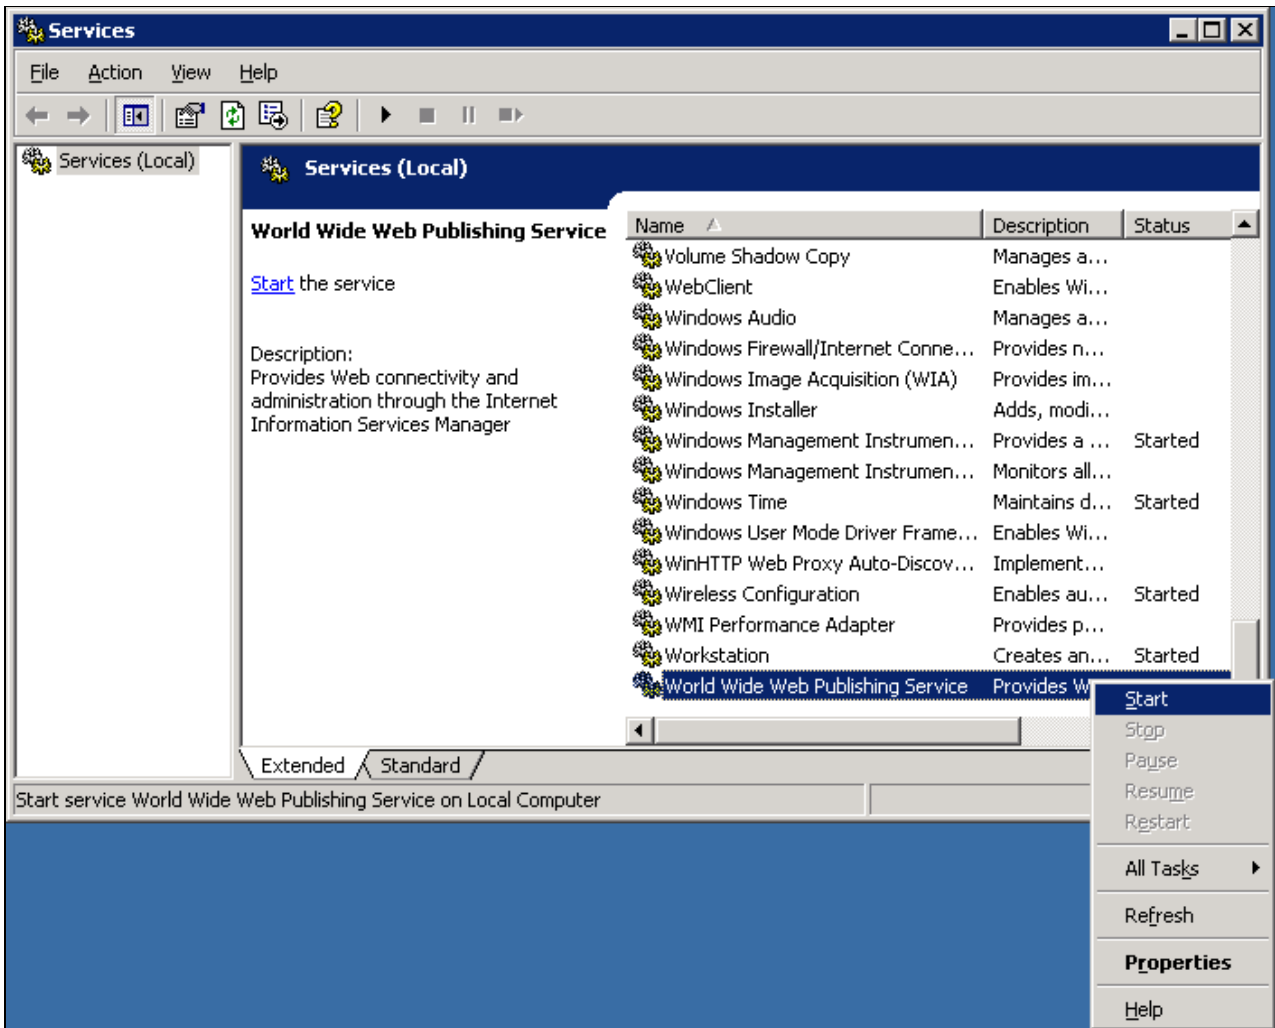 Services
File Action View Help
Services (Local)
Services (Local)
World Wide Web Publishing Service
Start the service
Description:
Provides Web connectivity and
administration through the Internet
Information Services Manager
Name Description Status
Volume Shadow Copy Manages a...
WebClient Enables Wi...
Windows Audio Manages a...
Windows Firewall/Internet Conne... Provides n...
Windows Image Acquisition (WIA) Provides im...
Windows Installer Adds, modi...
Windows Management Instrumen... Provides a ... Started
Windows Management Instrumen... Monitors all...
Windows Time Maintains d... Started
Windows User Mode Driver Frame... Enables Wi...
WinHTTP Web Proxy Auto-Discov... Implement...
Wireless Configuration Enables au... Started
WMI Performance Adapter Provides p...
Workstation Creates an... Started
World Wide Web Publishing Service Provides W
Extended Standard
Start service World Wide Web Publishing Service on Local Computer
Start
Stop
Pause
Resume
Restart
All Tasks
Refresh
Properties
Help